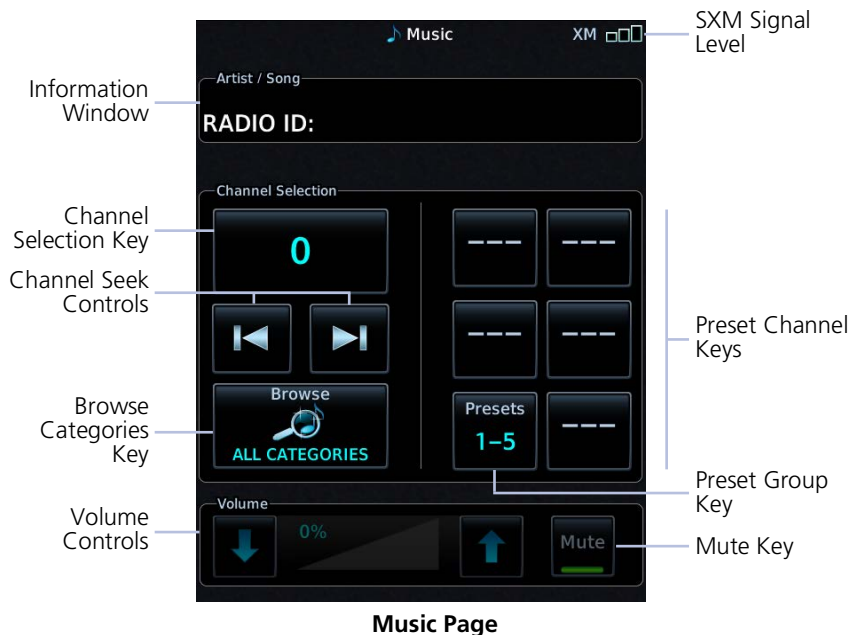 Music
XM
SXM Signal
Level
Artist / Song
Information
Window
RADIO ID:
Channel Selection
Channel
Selection Key
0
--- ---
Channel Seek
Controls
--- ---
Preset Channel
Keys
Browse
ALL CATEGORIES
Browse
Categories
Key
Presets
1–5
---
Preset Group
Key
Volume
Volume
Controls
0%
Mute
Mute Key
Music Page